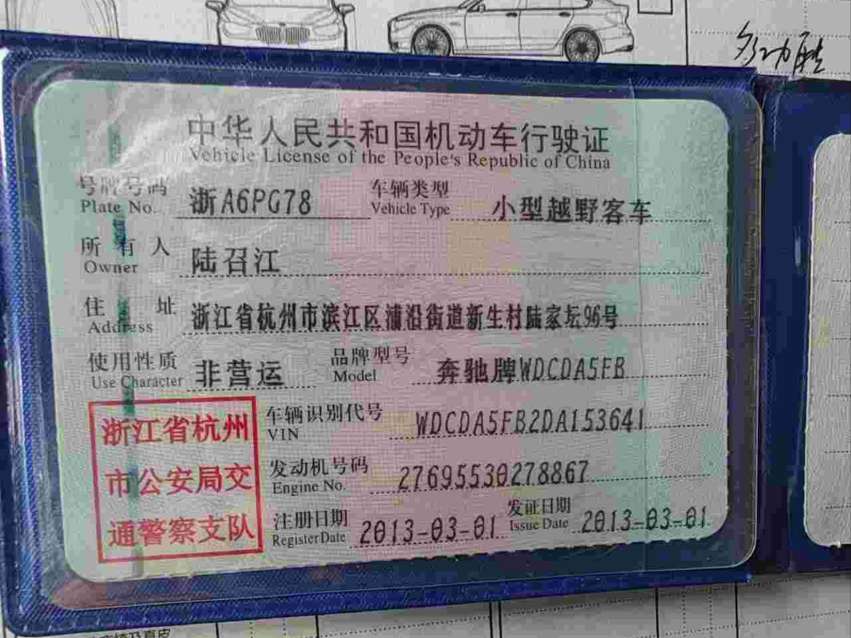 中华人民共和国机动车行驶证
Vehicle License of the People's Republic of China
号牌号码 浙A6PG78 车辆类型 小型越野客车
Plate No. Vehicle Type
所有人 陆召江
Owner
住址 浙江省杭州市滨江区浦沿街道新生村陆家坛96号
Address
使用性质 非营运 品牌型号 奔驰牌WDCDA5FB
Use Character Model
浙江省杭州
市公安局交
通警察支队
车辆识别代号 WDCDA5FB2DA153641
VIN
发动机号码 27695530278867
Engine No.
注册日期 2013-03-01 发证日期 2013-03-01
Register Date Issue Date